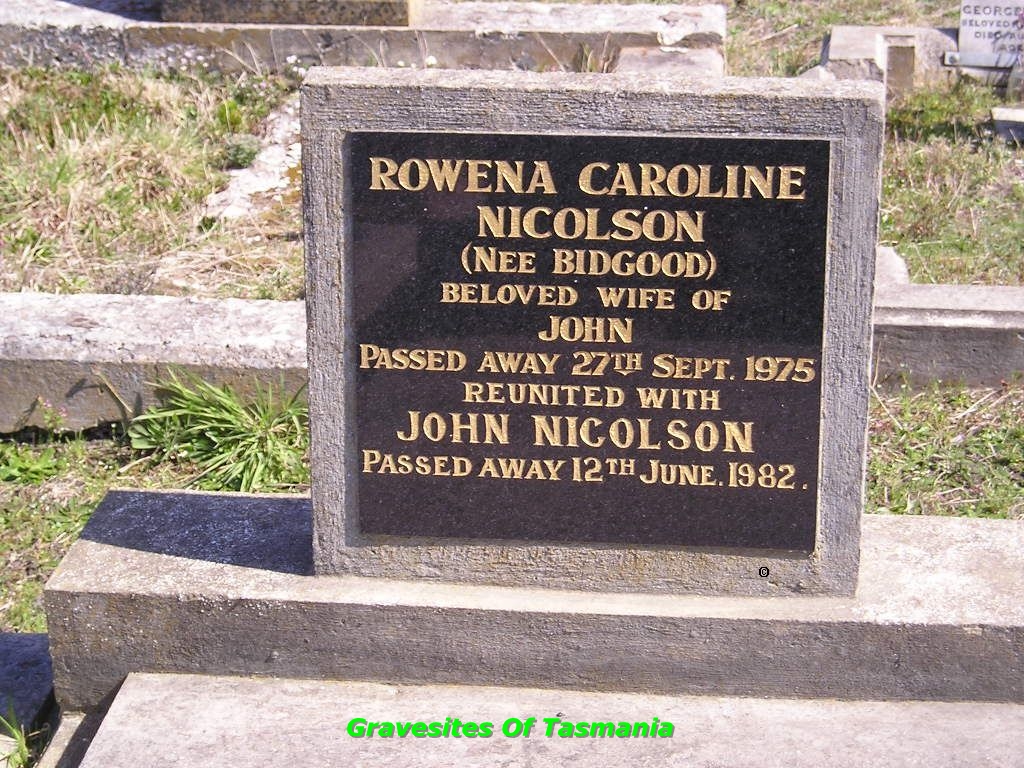 GEORGE
BELOVED
ROWENA CAROLINE
NICOLSON
(NEE BIDGOOD)
BELOVED WIFE OF
JOHN
PASSED AWAY 27TH SEPT. 1975
REUNITED WITH
JOHN NICOLSON
PASSED AWAY 12TH JUNE. 1982.
©
Gravesites Of Tasmania